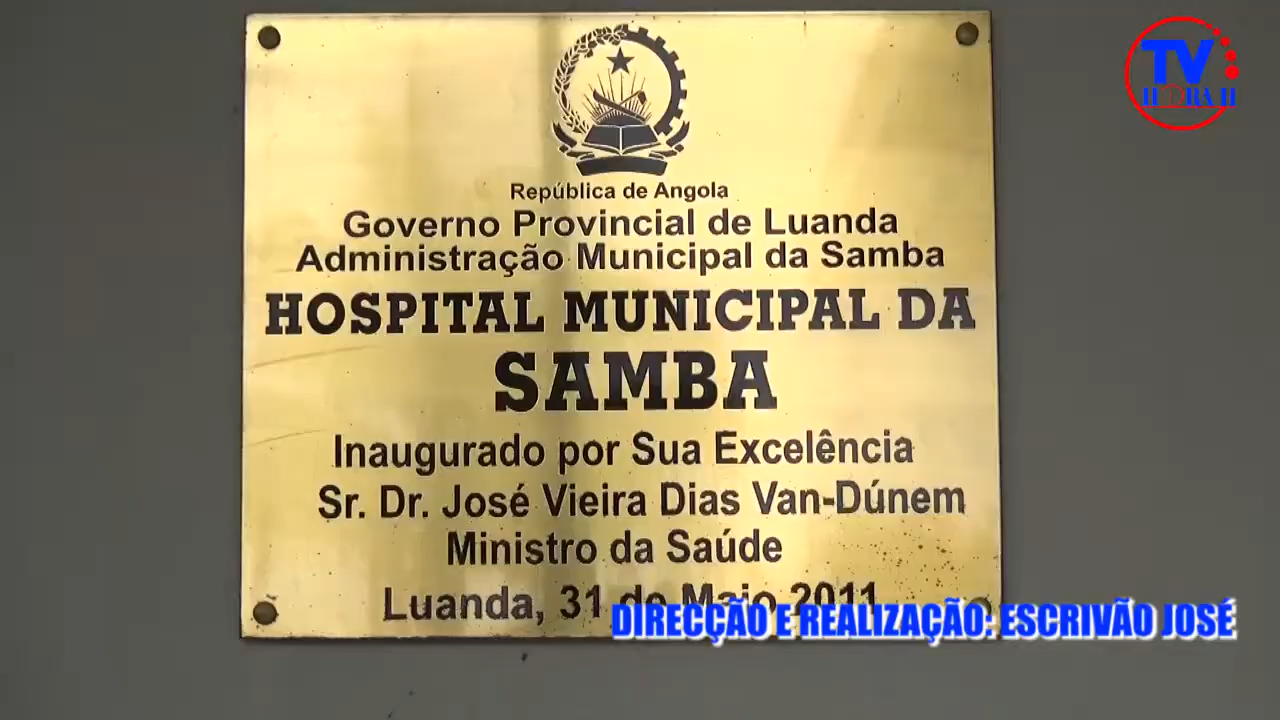 TV
República de Angola
Governo Provincial de Luanda
Administração Municipal da Samba
HOSPITAL MUNICIPAL DA
SAMBA
Inaugurado por Sua Excelência
Sr. Dr. José Vieira Dias Van-Dúnem
Ministro da Saúde
Luanda, 31 de Maio 2011
DIRECÇÃO E REALIZAÇÃO: ESCRIVÃO JOSÉ